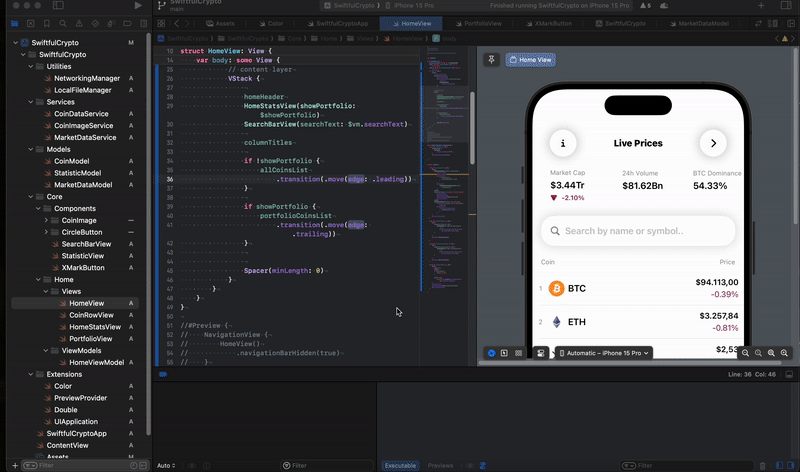 SwiftfulCrypto
main
SwiftfulCrypto
iPhone 15 Pro
Finished running SwiftfulCrypto on iPhone 15 Pro
5
Assets
Color
SwiftfulCryptoApp
HomeView
PortfolioView
XMarkButton
SwiftfulCrypto
MarketDataModel
SwiftfulCrypto
SwiftfulCrypto
Core
Home
Views
HomeView
body
SwiftfulCrypto M
SwiftfulCrypto
Utilities
NetworkingManager A
LocalFileManager A
Services
CoinDataService A
CoinImageService A
MarketDataService A
Models
CoinModel A
StatisticModel A
MarketDataModel A
Core
Components
CoinImage
CircleButton
SearchBarView A
StatisticView A
XMarkButton A
Home
Views
HomeView A
CoinRowView A
HomeStatsView A
PortfolioView A
ViewModels
HomeViewModel A
Extensions
Color A
PreviewProvider A
Double A
UIApplication A
SwiftfulCryptoApp A
ContentView A
Assets
Filter
10 struct HomeView: View {
14 var body: some View {
25 // content layer
26 VStack {
27
28 homeHeader
29 HomeStatsView(showPortfolio:
$showPortfolio)
30 SearchBarView(searchText: $vm.searchText)
31
32 columnTitles
33
34 if !showPortfolio {
35 allCoinsList
36 .transition(.move(edge: .leading))
37 }
38
39 if showPortfolio {
40 portfolioCoinsList
41 .transition(.move(edge:
.trailing))
42 }
43
45 Spacer(minLength: 0)
46 }
47 }
48 }
49 }
50
51 //#Preview {
52 // NavigationView {
53 // HomeView()
54 // .navigationBarHidden(true)
55 // }
Home View
Live Prices
Market Cap
$3.44Tr
-2.10%
24h Volume
$81.62Bn
BTC Dominance
54.33%
Search by name or symbol..
Coin
Price
1 BTC $94.113,00
-0.39%
2 ETH $3.257,84
-0.81%
$2,53
Automatic – iPhone 15 Pro
Line: 36 Col: 46
Auto
Filter
Executable
Previews
Filter